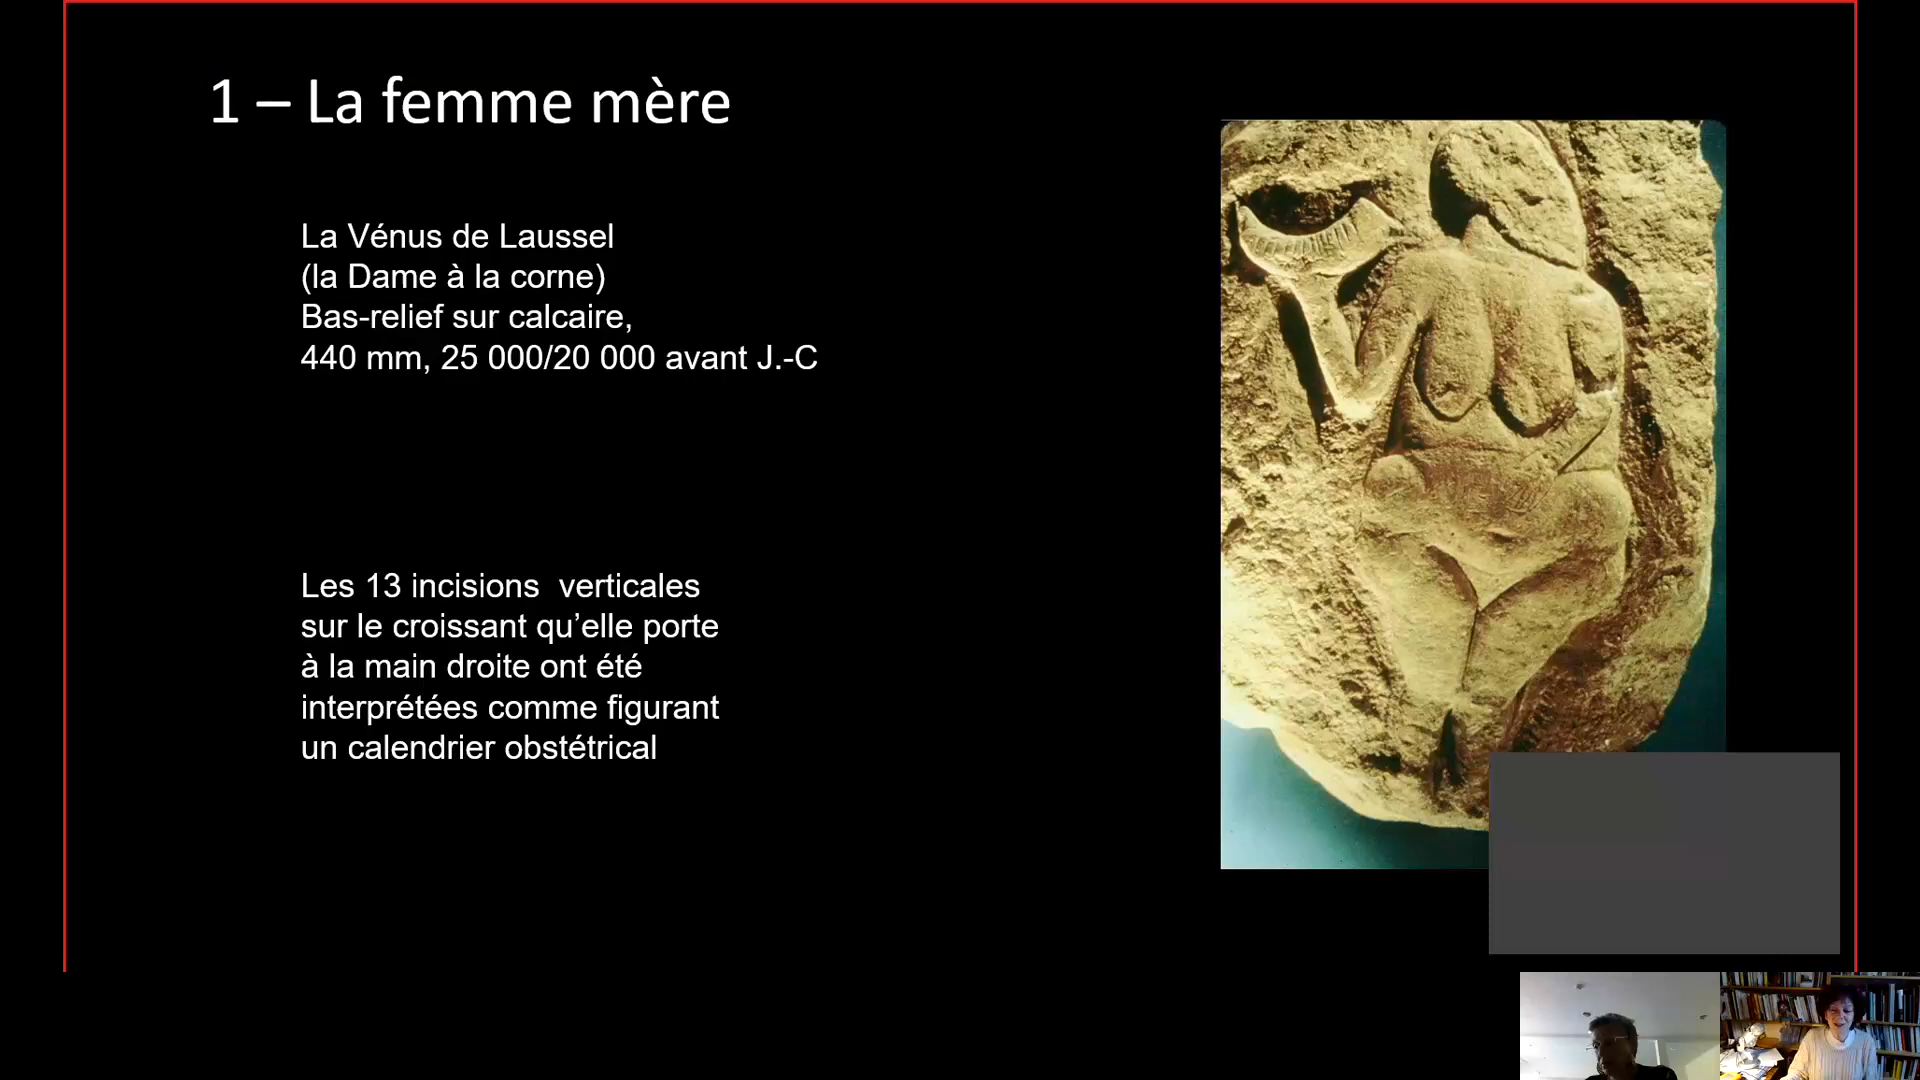 1 – La femme mère
La Vénus de Laussel
(la Dame à la corne)
Bas-relief sur calcaire,
440 mm, 25 000/20 000 avant J.-C
Les 13 incisions  verticales
sur le croissant qu’elle porte
à la main droite ont été
interprétées comme figurant
un calendrier obstétrical